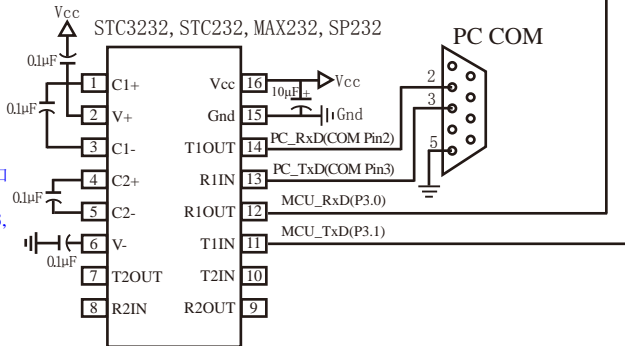 Vcc
STC3232, STC232, MAX232, SP232
PC COM
0.1μF
0.1μF
1 C1+
2 V+
3 C1-
4 C2+
5 C2-
6 V-
7 T2OUT
8 R2IN
0.1μF
0.1μF
Vcc 16
Gnd 15
T1OUT 14
R1IN 13
R1OUT 12
T1IN 11
T2IN 10
R2OUT 9
Vcc
10μF +
Gnd
PC_RxD(COM Pin2)
PC_TxD(COM Pin3)
MCU_RxD(P3.0)
MCU_TxD(P3.1)
2
3
5